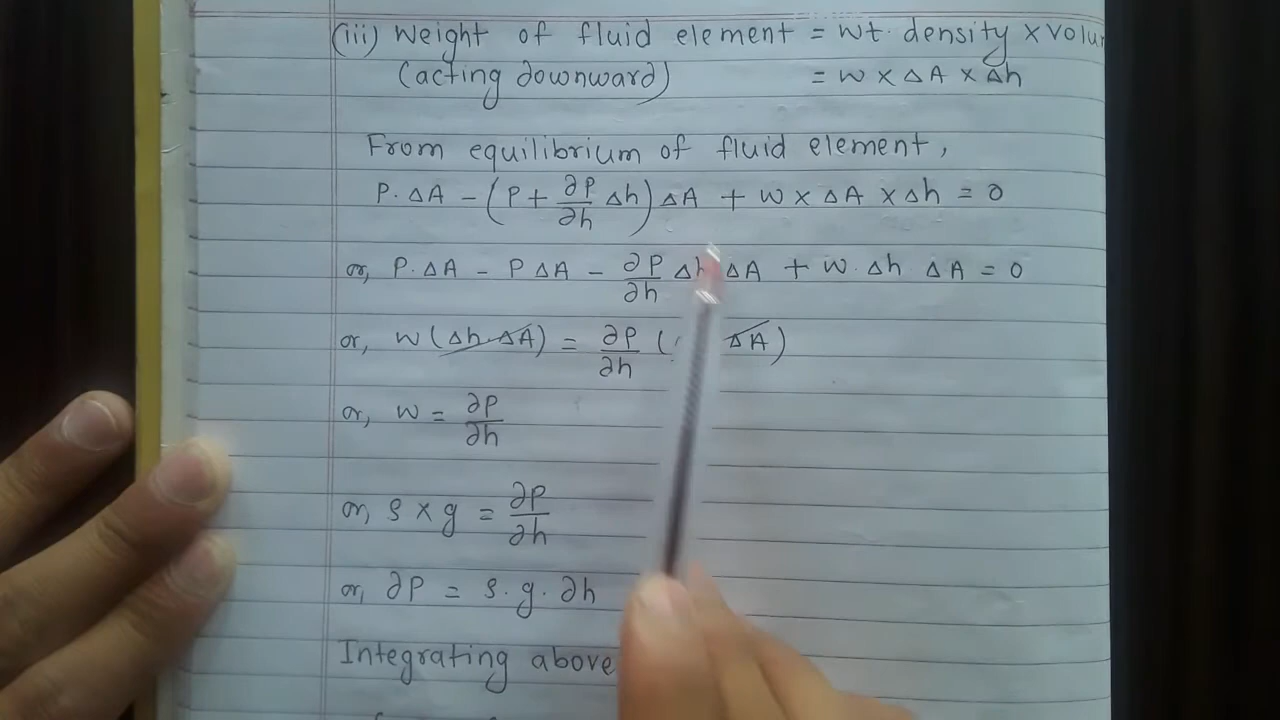 (iii) Weight of fluid element = wt. density x
(acting downward) = w x ΔA x Δh
From equilibrium of fluid element,
P. ΔA - (P + ∂P/∂h Δh) ΔA + w x ΔA x Δh = 0
or, P. ΔA - P ΔA - ∂P/∂h Δh ΔA + w. Δh ΔA = 0
or, w (Δh. ΔA) = ∂P/∂h ( ΔA)
or, w = ∂P/∂h
or, ρ x g = ∂P/∂h
or, ∂P = ρ. g. ∂h
Integrating above